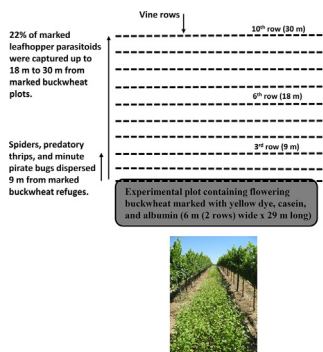 Vine rows
22% of marked
leafhopper parasitoids
were captured up to
18 m to 30 m from
marked buckwheat
plots.
10th row (30 m)
6th row (18 m)
Spiders, predatory
thrips, and minute
pirate bugs dispersed
9 m from marked
buckwheat refuges.
3rd row (9 m)
Experimental plot containing flowering
buckwheat marked with yellow dye, casein,
and albumin (6 m (2 rows) wide x 29 m long)